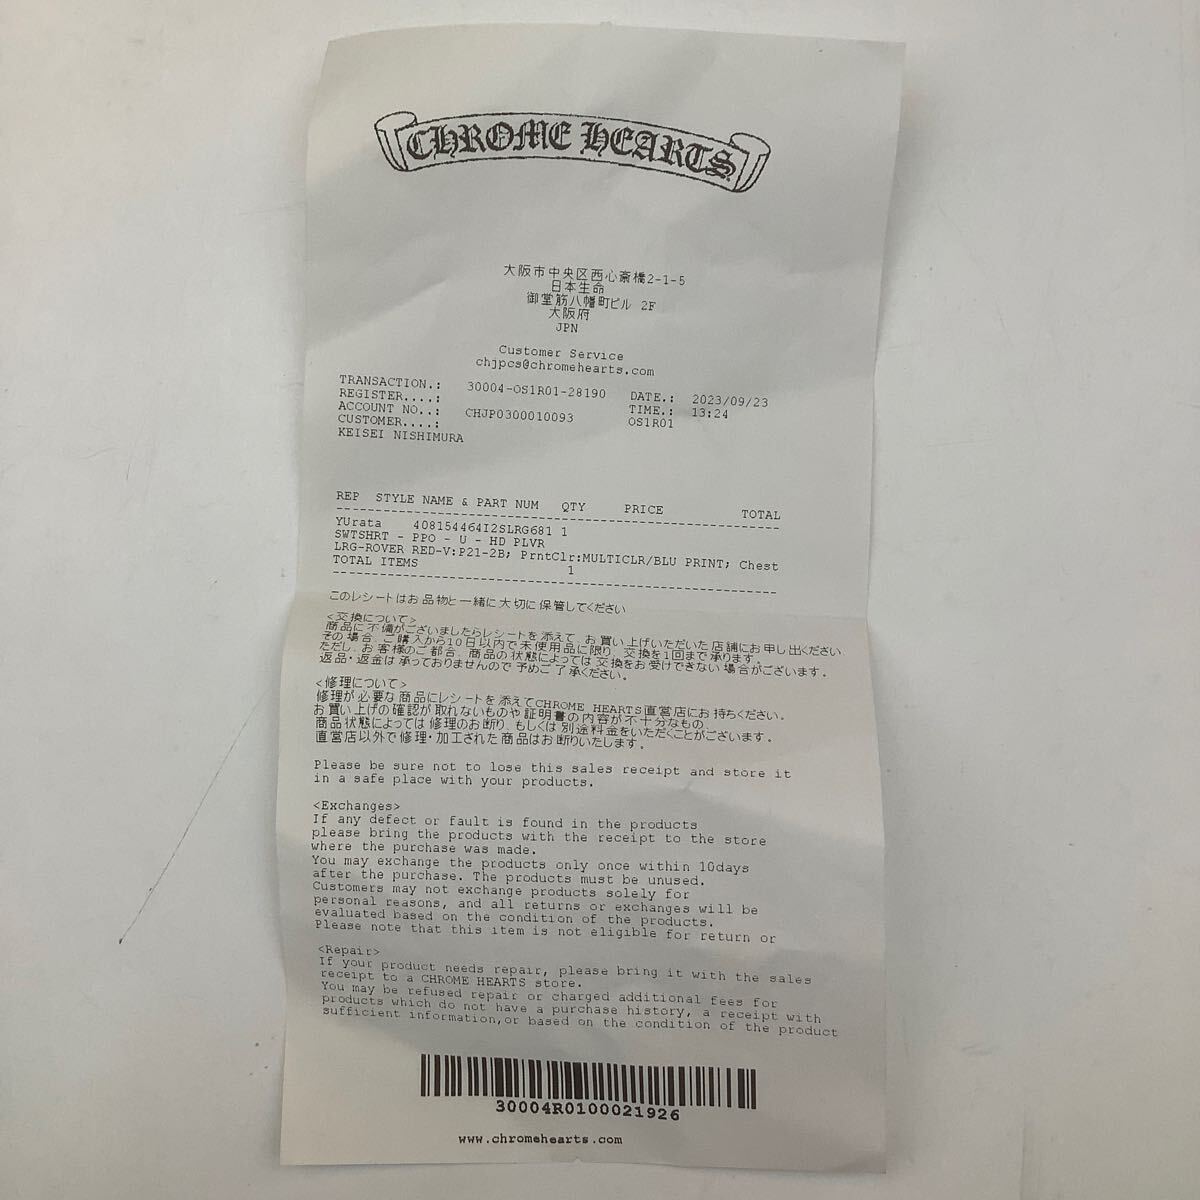 CHROME HEARTS
大阪市中央区西心斎橋2-1-5
日本生命
御堂筋八幡町ビル 2F
大阪府
JPN
Customer Service
chjpcs@chromehearts.com
TRANSACTION.: 30004-OS1R01-28190 DATE.: 2023/09/23
REGISTER....: TIME.: 13:24
ACCOUNT NO..: CHJP0300010093 OS1R01
CUSTOMER....:
KEISEI NISHIMURA
REP STYLE NAME & PART NUM QTY PRICE TOTAL
YUrata 408154464I2SLRG681 1
SWTSHRT - PPO - U - HD PLVR
LRG-ROVER RED-V:P21-2B; PrntClr:MULTICLR/BLU PRINT; Chest
TOTAL ITEMS 1
このレシートはお品物と一緒に大切に保管してください
<交換について>
商品に不備がございましたらレシートを添えて、お買い上げいただいた店舗にお申し出ください
その場合、ご購入から10日以内で未使用品に限り、交換を1回まで承ります。
ただし、お客様のご都合、商品の状態によっては交換をお受けできない場合がございます。
返品・返金は承っておりませんので予めご了承ください。
<修理について>
修理が必要な商品にレシートを添えてCHROME HEARTS直営店にお持ちください。
お買い上げの確認が取れないものや証明書の内容が不十分なもの、
商品状態によっては修理のお断り、もしくは別途料金をいただくことがございます。
直営店以外で修理・加工された商品はお断りいたします。
Please be sure not to lose this sales receipt and store it
in a safe place with your products.
<Exchanges>
If any defect or fault is found in the products
please bring the products with the receipt to the store
where the purchase was made.
You may exchange the products only once within 10days
after the purchase. The products must be unused.
Customers may not exchange products solely for
personal reasons, and all returns or exchanges will be
evaluated based on the condition of the products.
Please note that this item is not eligible for return or
<Repair>
If your product needs repair, please bring it with the sales
receipt to a CHROME HEARTS store.
You may be refused repair or charged additional fees for
products which do not have a purchase history, a receipt with
sufficient information,or based on the condition of the product
30004R0100021926
www.chromehearts.com